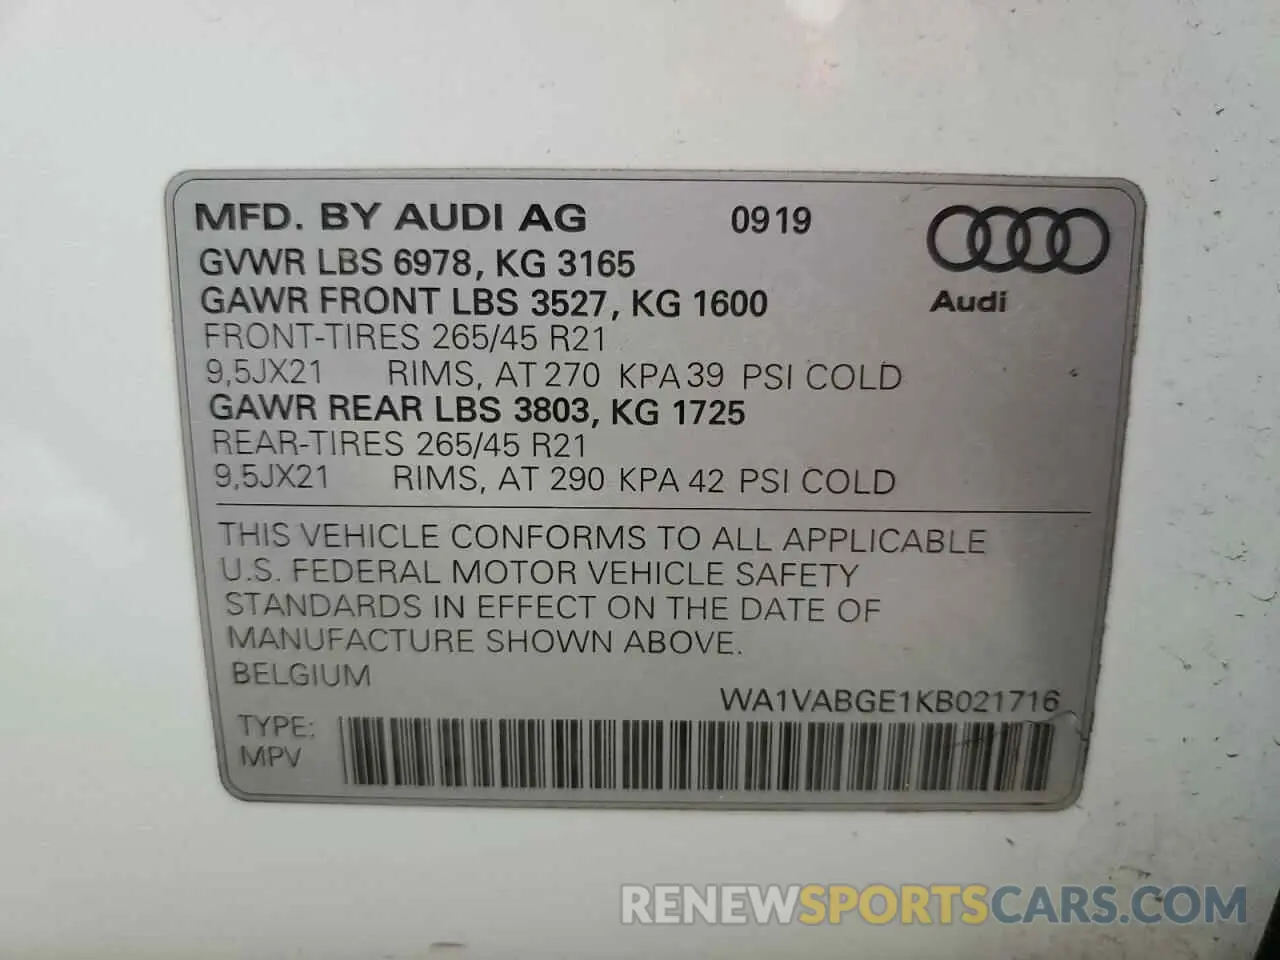 MFD. BY AUDI AG 0919
GVWR LBS 6978, KG 3165
GAWR FRONT LBS 3527, KG 1600
Audi
FRONT-TIRES 265/45 R21
9,5JX21 RIMS, AT 270 KPA 39 PSI COLD
GAWR REAR LBS 3803, KG 1725
REAR-TIRES 265/45 R21
9,5JX21 RIMS, AT 290 KPA 42 PSI COLD
THIS VEHICLE CONFORMS TO ALL APPLICABLE
U.S. FEDERAL MOTOR VEHICLE SAFETY
STANDARDS IN EFFECT ON THE DATE OF
MANUFACTURE SHOWN ABOVE.
BELGIUM
WA1VABGE1KB021716
TYPE:
MPV
RENEWSPORTSCARS.COM